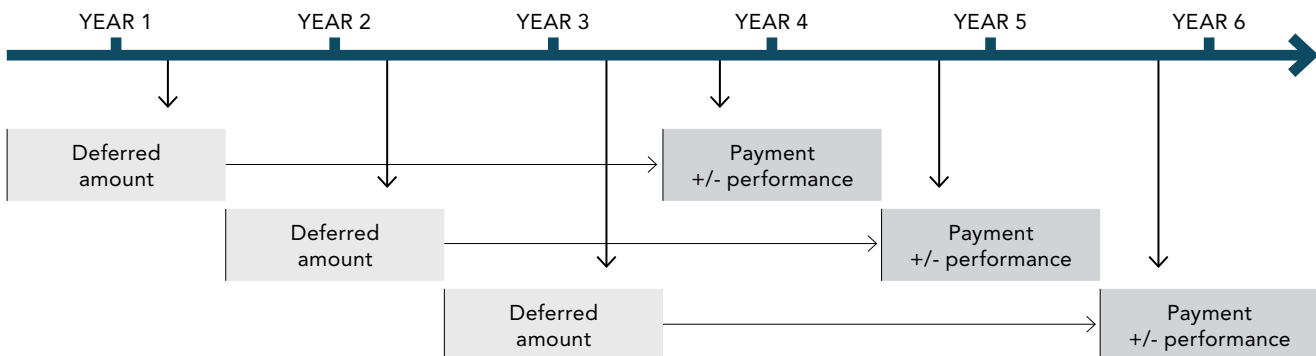 YEAR 1 YEAR 2 YEAR 3 YEAR 4 YEAR 5 YEAR 6
Deferred
amount
Payment
+/- performance
Deferred
amount
Payment
+/- performance
Deferred
amount
Payment
+/- performance